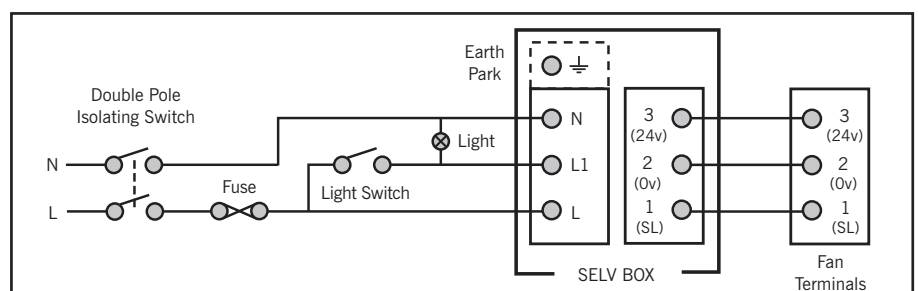 Double Pole
Isolating Switch
N
L
Fuse
Light Switch
Light
Earth
Park
N
L1
L
3
(24v)
2
(0v)
1
(SL)
SELV BOX
3
(24v)
2
(0v)
1
(SL)
Fan
Terminals